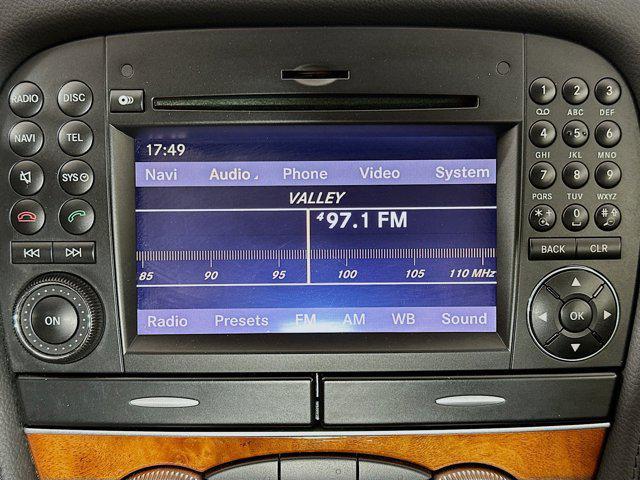 RADIO DISC
NAVI TEL
SYS
ON
17:49
Navi Audio Phone Video System
VALLEY
4 97.1 FM
85 90 95 100 105 110 MHz
Radio Presets FM AM WB Sound
1 2 3
ABC DEF
4 5 6
GHI JKL MNO
7 8 9
PQRS TUV WXYZ
* 0 #
BACK CLR
OK